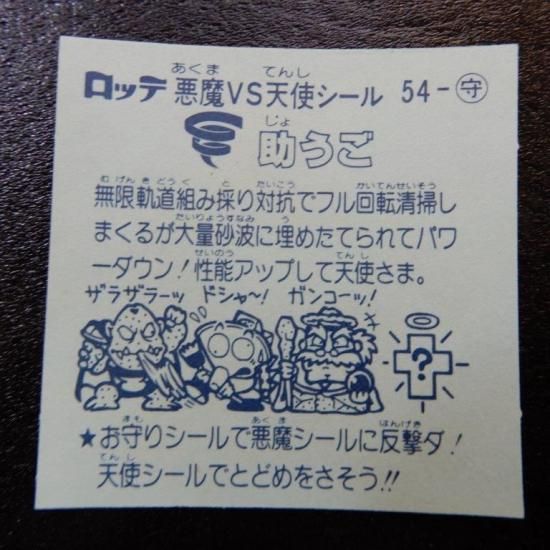 ロッテ 悪魔VS天使シール 54-守
助うご
無限軌道組み採り対抗でフル回転清掃し
まくるが大量砂波に埋めたてられてパワ
ーダウン！性能アップして天使さま。
ザラザラーッ ドシャ〜! ガンコーッ!
?
★お守りシールで悪魔シールに反撃ダ！
天使シールでとどめをさそう!!